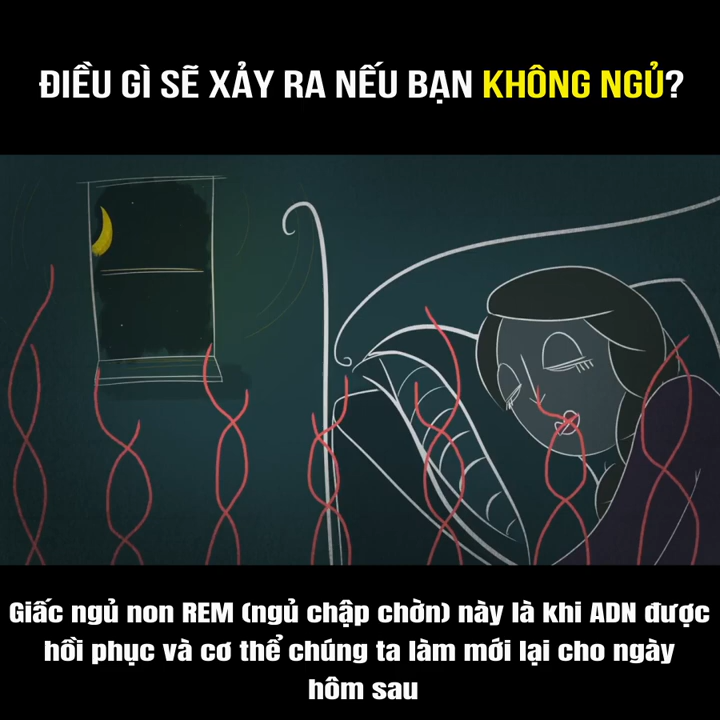 ĐIỀU GÌ SẼ XẢY RA NẾU BẠN KHÔNG NGỦ?
Giấc ngủ non REM (ngủ chập chờn) này là khi ADN được
hồi phục và cơ thể chúng ta làm mới lại cho ngày
hôm sau